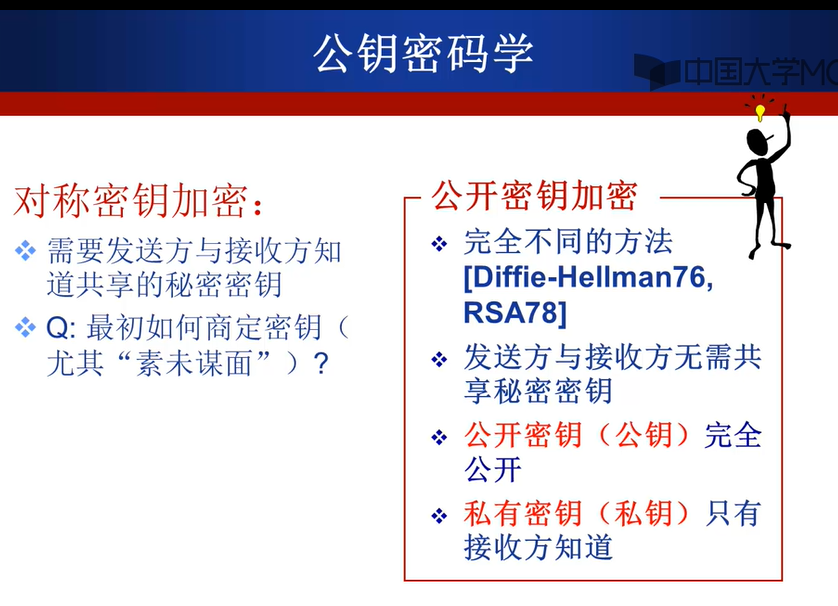 公钥密码学
中国大学MO
对称密钥加密：
需要发送方与接收方知
道共享的秘密密钥
Q: 最初如何商定密钥（
尤其“素未谋面”）?
公开密钥加密
完全不同的方法
[Diffie-Hellman76,
RSA78]
发送方与接收方无需共
享秘密密钥
公开密钥（公钥）完全
公开
私有密钥（私钥）只有
接收方知道